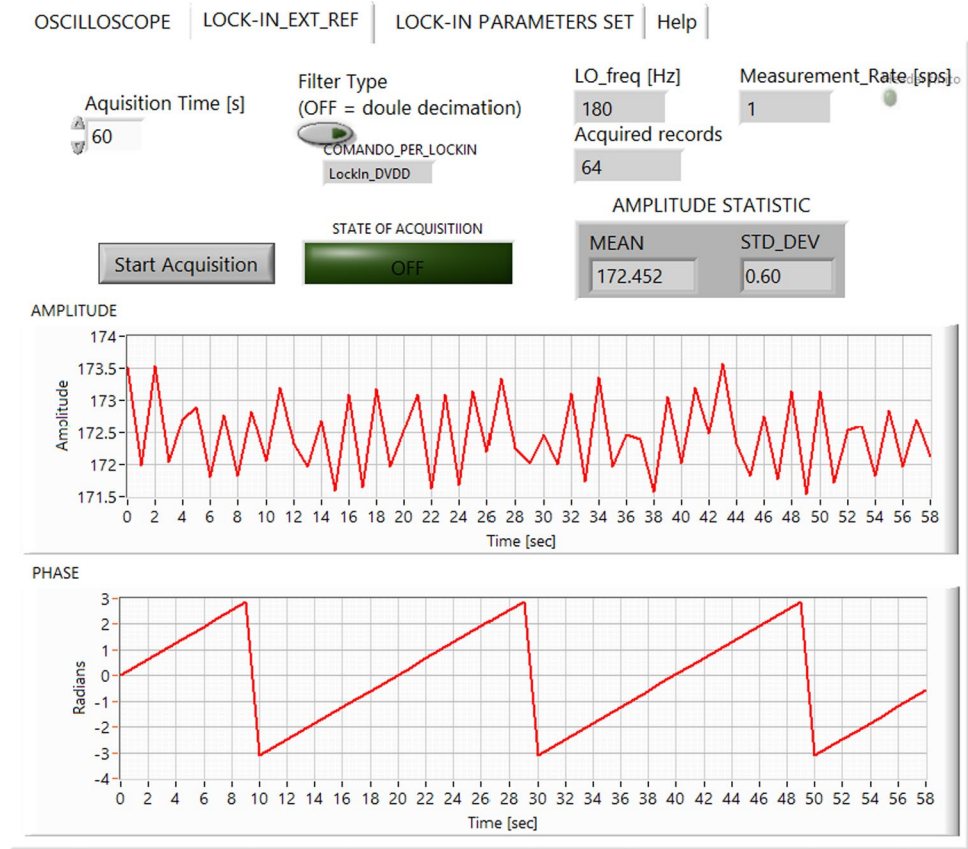 OSCILLOSCOPE LOCK-IN_EXT_REF LOCK-IN PARAMETERS SET Help
Aquisition Time [s]
60
Filter Type
(OFF = doule decimation)
COMANDO_PER_LOCKIN
LockIn_DVDD
LO_freq [Hz]
180
Measurement_Rate [sps]
1
Acquired records
64
Start Acquisition
STATE OF ACQUISITIION
OFF
AMPLITUDE STATISTIC
MEAN STD_DEV
172.452 0.60
AMPLITUDE
Amplitude
174
173.5
173
172.5
172
171.5
0 2 4 6 8 10 12 14 16 18 20 22 24 26 28 30 32 34 36 38 40 42 44 46 48 50 52 54 56 58
Time [sec]
PHASE
Radians
3
2
1
0
-1
-2
-3
-4
0 2 4 6 8 10 12 14 16 18 20 22 24 26 28 30 32 34 36 38 40 42 44 46 48 50 52 54 56 58
Time [sec]